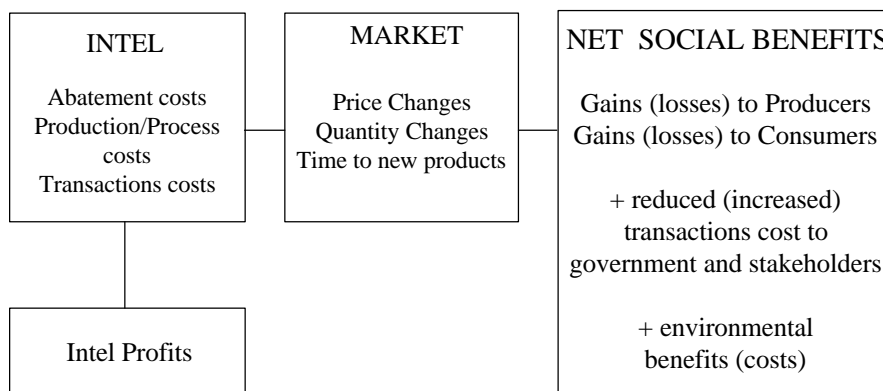 INTEL
Abatement costs
Production/Process
costs
Transactions costs
MARKET
Price Changes
Quantity Changes
Time to new products
NET SOCIAL BENEFITS
Gains (losses) to Producers
Gains (losses) to Consumers
+ reduced (increased)
transactions cost to
government and stakeholders
+ environmental
benefits (costs)
Intel Profits